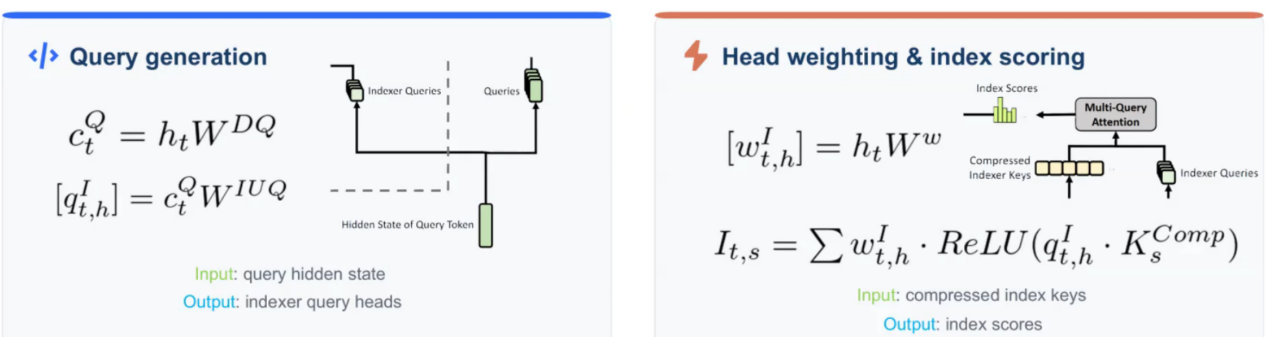 </> Query generation
Indexer Queries
Queries
c_t^Q = h_t W^{DQ}
[q_{t,h}^I] = c_t^Q W^{IUQ}
Hidden State of Query Token
Input: query hidden state
Output: indexer query heads
Head weighting & index scoring
Index Scores
Multi-Query
Attention
[w_{t,h}^I] = h_t W^w
Compressed
Indexer Keys
Indexer Queries
I_{t,s} = ∑ w_{t,h}^I · ReLU(q_{t,h}^I · K_s^{Comp})
Input: compressed index keys
Output: index scores